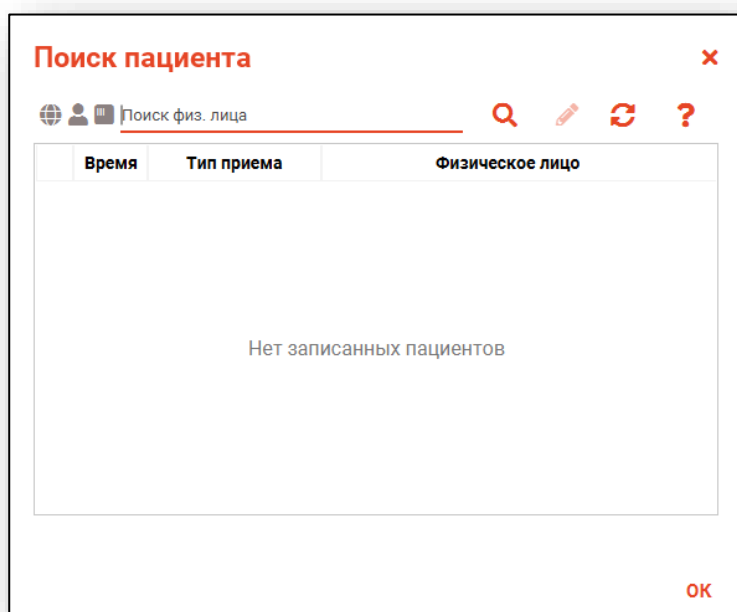 Поиск пациента
Поиск физ. лица
Время Тип приема Физическое лицо
Нет записанных пациентов
ОК